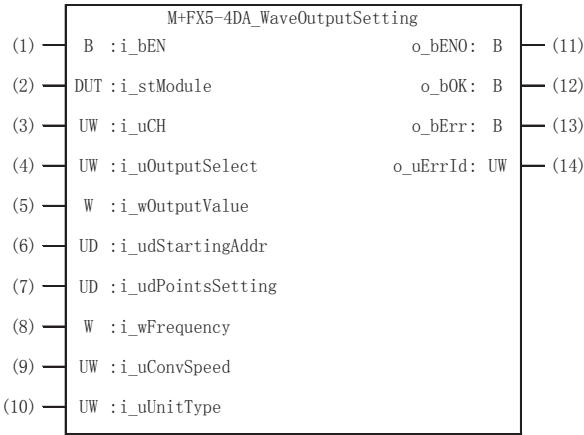 M+FX5-4DA_WaveOutputSetting
(1) B :i_bEN o_bENO: B (11)
(2) DUT :i_stModule o_bOK: B (12)
(3) UW :i_uCH o_bErr: B (13)
(4) UW :i_uOutputSelect o_uErrId: UW (14)
(5) W :i_wOutputValue
(6) UD :i_udStartingAddr
(7) UD :i_udPointsSetting
(8) W :i_wFrequency
(9) UW :i_uConvSpeed
(10) UW :i_uUnitType